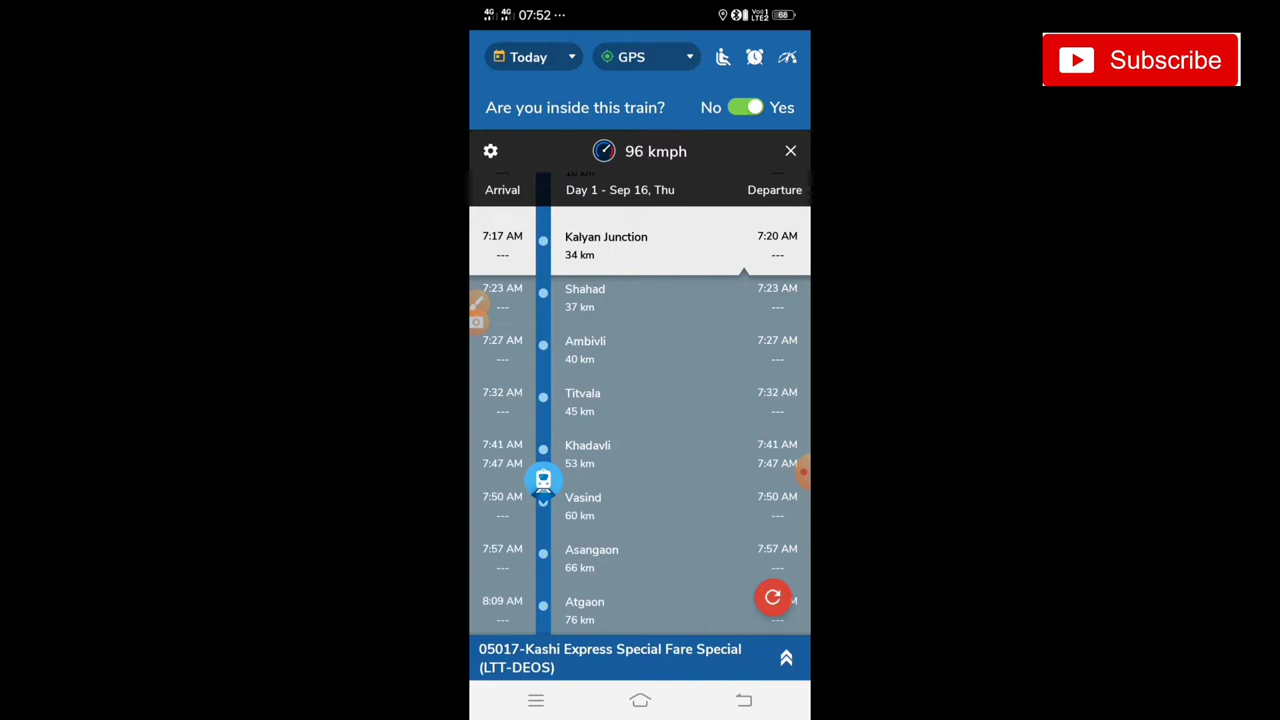 4G 4G 07:52 ... Vo) 1 LTE2 68
Subscribe
Today GPS
Are you inside this train? No Yes
96 kmph
Arrival Day 1 - Sep 16, Thu Departure
7:17 AM Kalyan Junction 7:20 AM
--- 34 km ---
7:23 AM Shahad 7:23 AM
--- 37 km ---
7:27 AM Ambivli 7:27 AM
--- 40 km ---
7:32 AM Titvala 7:32 AM
--- 45 km ---
7:41 AM Khadavli 7:41 AM
7:47 AM 53 km 7:47 AM
7:50 AM Vasind 7:50 AM
--- 60 km ---
7:57 AM Asangaon 7:57 AM
--- 66 km ---
8:09 AM Atgaon
--- 76 km ---
05017-Kashi Express Special Fare Special
(LTT-DEOS)